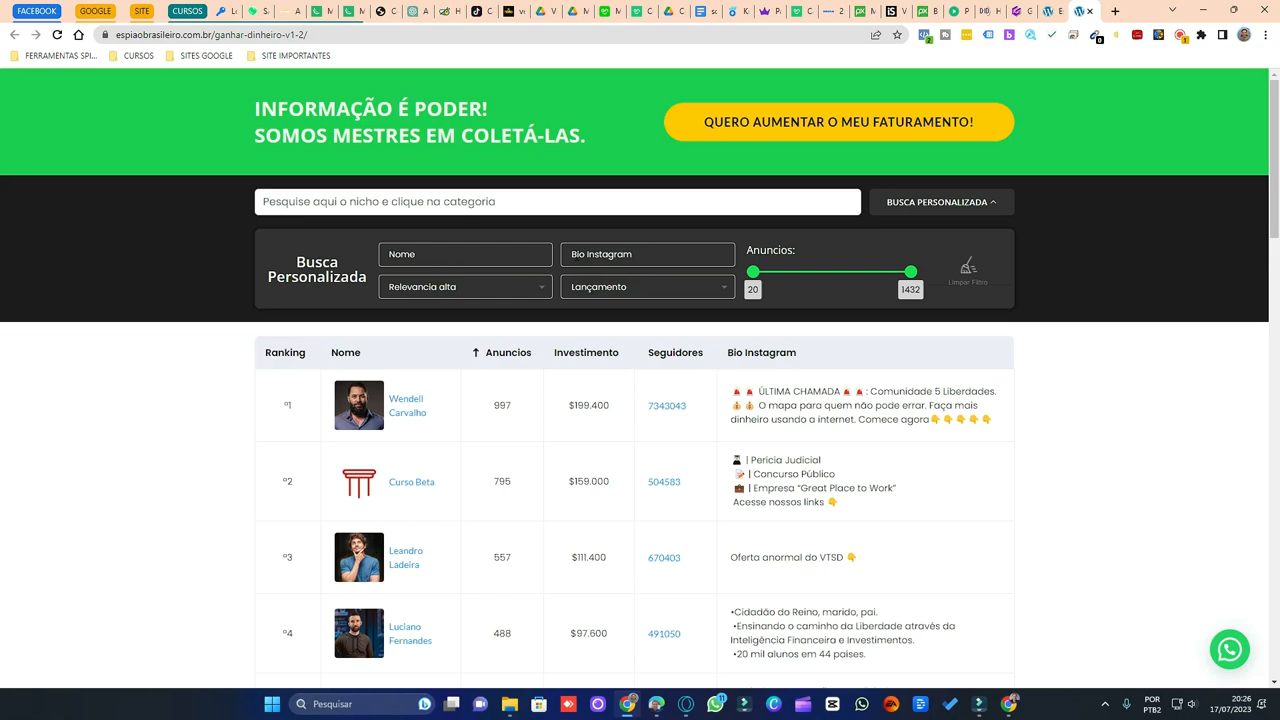 FACEBOOK
GOOGLE
SITE
CURSOS
espiaobrasileiro.com.br/ganhar-dinheiro-v1-2/
FERRAMENTAS SPI...
CURSOS
SITES GOOGLE
SITE IMPORTANTES
INFORMAÇÃO É PODER!
SOMOS MESTRES EM COLETÁ-LAS.
QUERO AUMENTAR O MEU FATURAMENTO!
Pesquise aqui o nicho e clique na categoria
BUSCA PERSONALIZADA
Busca
Personalizada
Nome
Bio Instagram
Relevancia alta
Lançamento
Anuncios:
20
1432
Limpar Filtro
Ranking Nome ↑ Anuncios Investimento Seguidores Bio Instagram
º1
Wendell
Carvalho
997
$199.400
7343043
🚨 🚨 ÚLTIMA CHAMADA 🚨 🚨 : Comunidade 5 Liberdades.
💰 💰 O mapa para quem não pode errar. Faça mais
dinheiro usando a internet. Comece agora👇 👇 👇 👇 👇
º2
Curso Beta
795
$159.000
504583
👨‍🎓 | Pericia Judicial
📝 | Concurso Público
💼 | Empresa “Great Place to Work”
Acesse nossos links 👇
º3
Leandro
Ladeira
557
$111.400
670403
Oferta anormal do VTSD 👇
º4
Luciano
Fernandes
488
$97.600
491050
•Cidadão do Reino, marido, pai.
•Ensinando o caminho da Liberdade através da
Inteligência Financeira e Investimentos.
•20 mil alunos em 44 países.
Pesquisar
11
POR
PTB2
20:26
17/07/2023